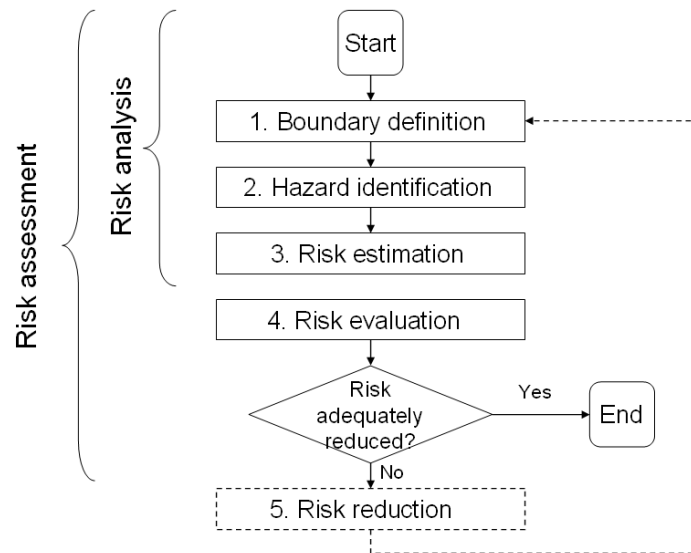 Start
1. Boundary definition
2. Hazard identification
3. Risk estimation
4. Risk evaluation
Risk
adequately
reduced?
Yes
End
No
5. Risk reduction
Risk analysis
Risk assessment